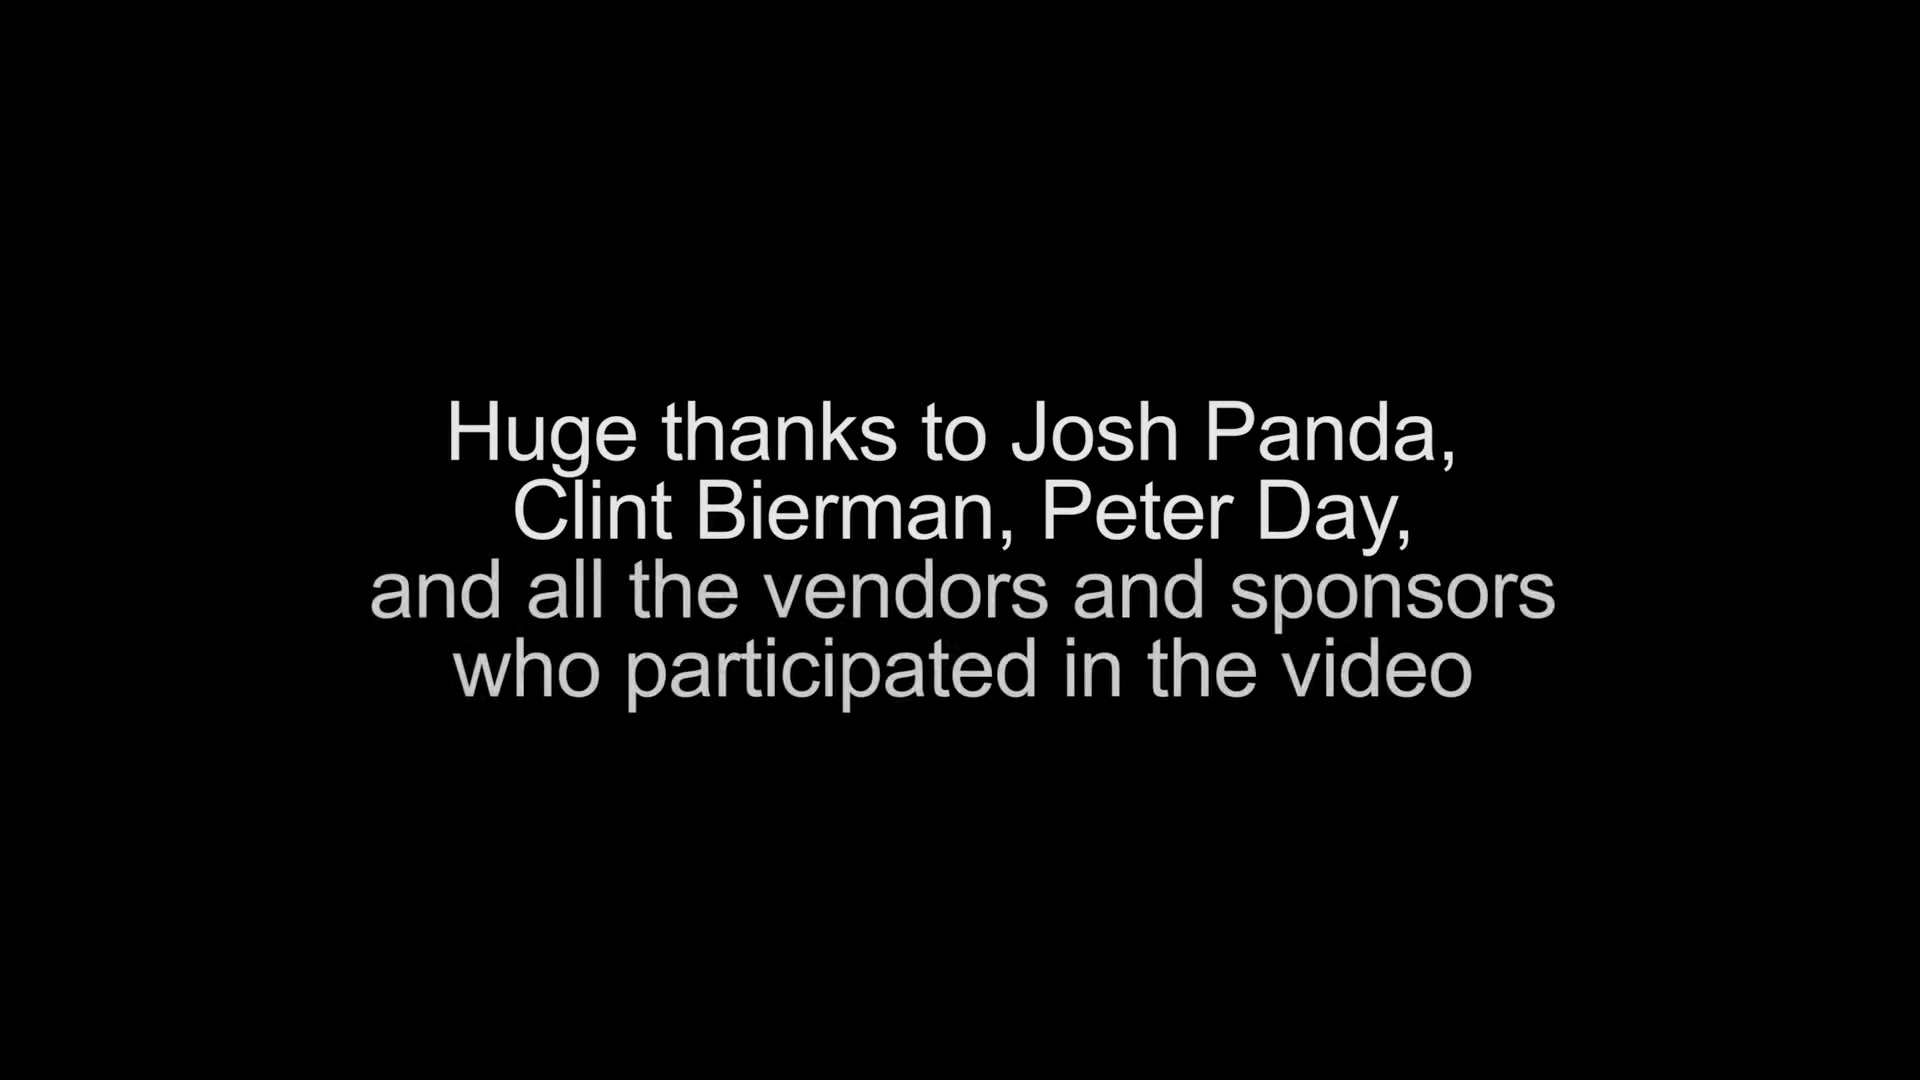 Huge thanks to Josh Panda,
Clint Bierman, Peter Day,
and all the vendors and sponsors
who participated in the video